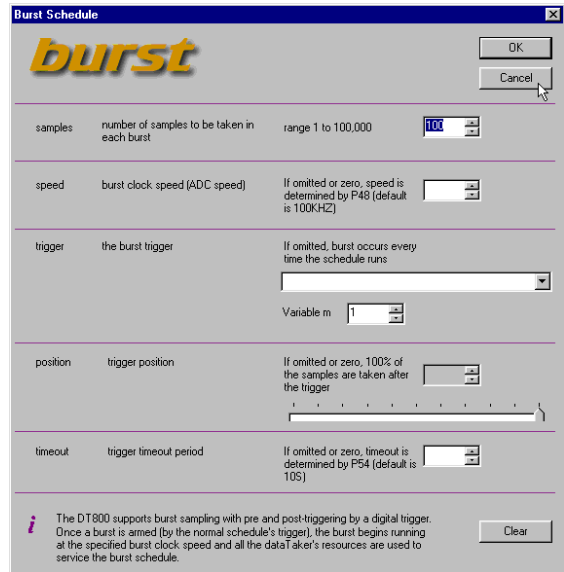 Burst Schedule
burst
OK
Cancel
samples
number of samples to be taken in
each burst
range 1 to 100,000
100
speed
burst clock speed (ADC speed)
If omitted or zero, speed is
determined by P48 (default
is 100KHZ)
trigger
the burst trigger
If omitted, burst occurs every
time the schedule runs
Variable m
1
position
trigger position
If omitted or zero, 100% of
the samples are taken after
the trigger
timeout
trigger timeout period
If omitted or zero, timeout is
determined by P54 (default is
10S)
i
The DT800 supports burst sampling with pre and post-triggering by a digital trigger.
Once a burst is armed (by the normal schedule's trigger), the burst begins running
at the specified burst clock speed and all the dataTaker's resources are used to
service the burst schedule.
Clear